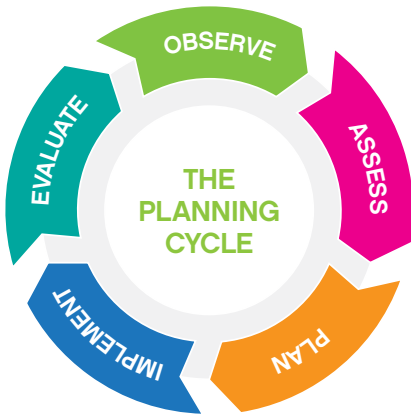 THE
PLANNING
CYCLE
OBSERVE
ASSESS
PLAN
IMPLEMENT
EVALUATE